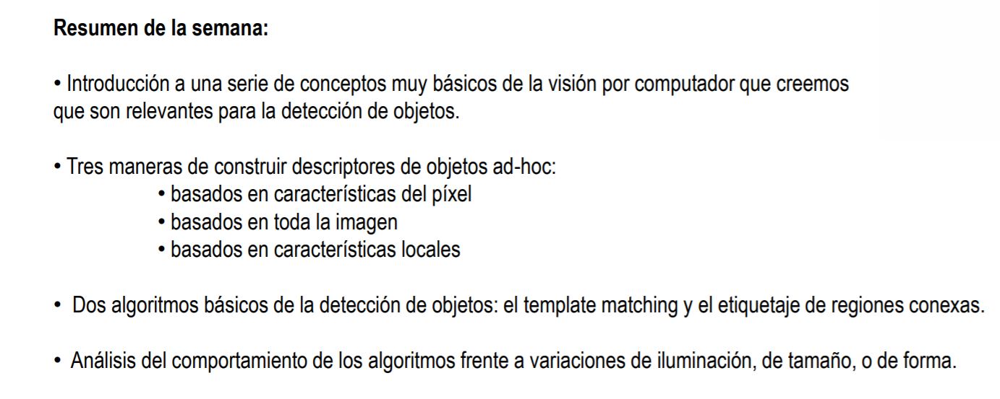 Resumen de la semana:
• Introducción a una serie de conceptos muy básicos de la visión por computador que creemos
que son relevantes para la detección de objetos.
• Tres maneras de construir descriptores de objetos ad-hoc:
• basados en características del píxel
• basados en toda la imagen
• basados en características locales
• Dos algoritmos básicos de la detección de objetos: el template matching y el etiquetaje de regiones conexas.
• Análisis del comportamiento de los algoritmos frente a variaciones de iluminación, de tamaño, o de forma.